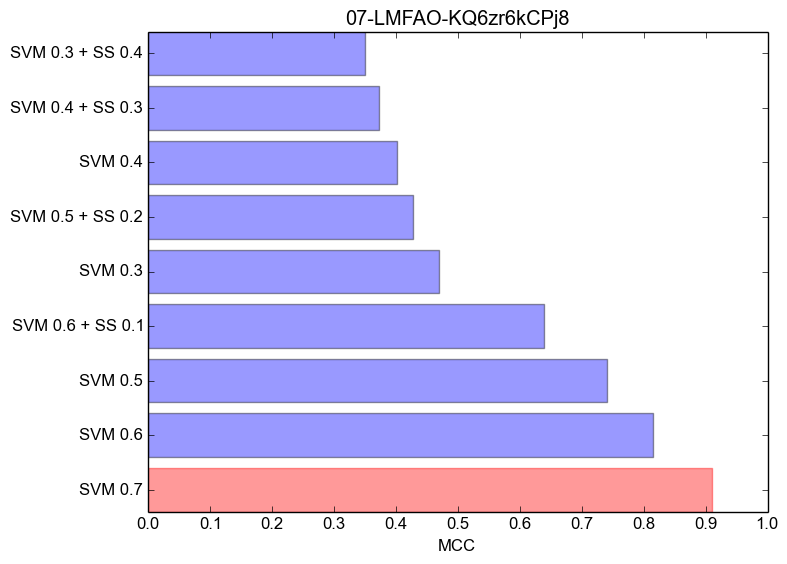 07-LMFAO-KQ6zr6kCPj8
SVM 0.3 + SS 0.4
SVM 0.4 + SS 0.3
SVM 0.4
SVM 0.5 + SS 0.2
SVM 0.3
SVM 0.6 + SS 0.1
SVM 0.5
SVM 0.6
SVM 0.7
0.0 0.1 0.2 0.3 0.4 0.5 0.6 0.7 0.8 0.9 1.0
MCC